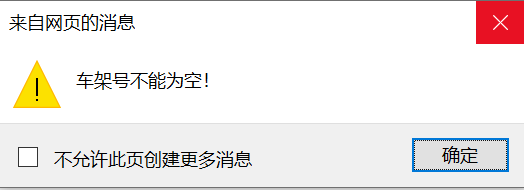 来自网页的消息
车架号不能为空!
不允许此页创建更多消息
确定